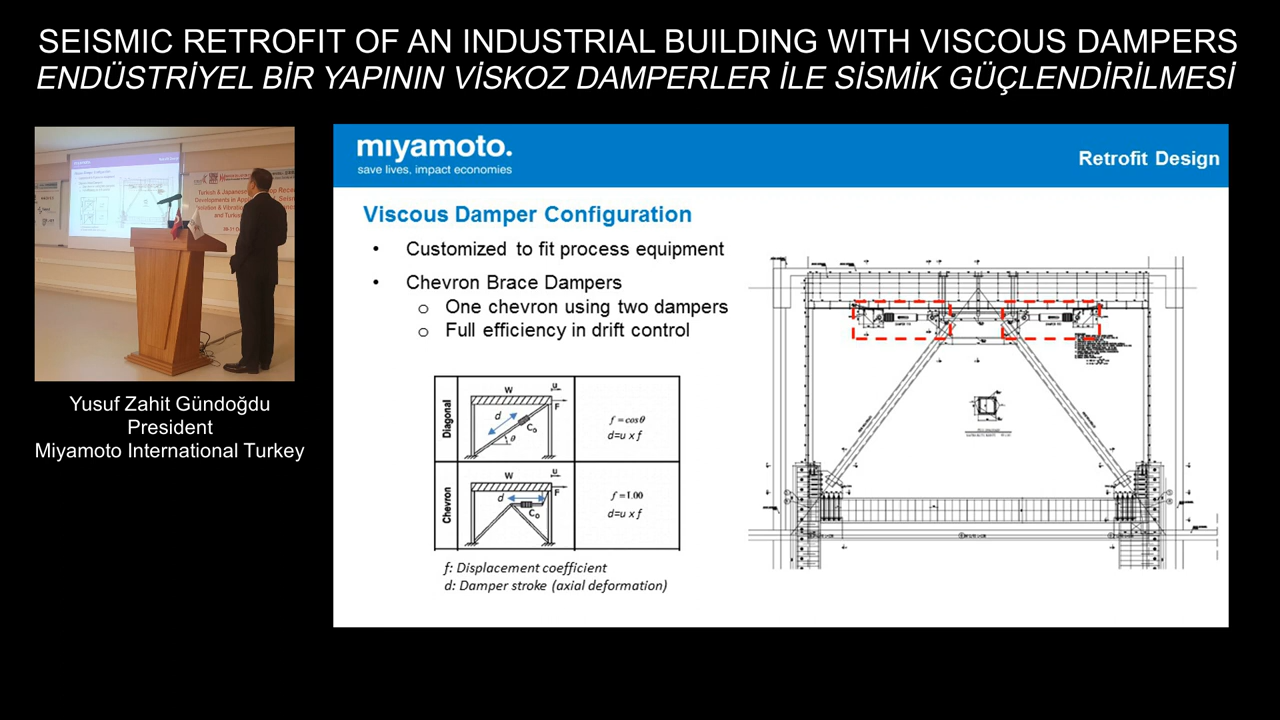 SEISMIC RETROFIT OF AN INDUSTRIAL BUILDING WITH VISCOUS DAMPERS
ENDÜSTRİYEL BİR YAPININ VİSKOZ DAMPERLER İLE SİSMİK GÜÇLENDİRİLMESİ
Yusuf Zahit Gündoğdu
President
Miyamoto International Turkey
mıyamoto.
save lives, impact economies
Retrofit Design
Viscous Damper Configuration
• Customized to fit process equipment
• Chevron Brace Dampers
o One chevron using two dampers
o Full efficiency in drift control
Diagonal
W
u
F
d
C₀
θ
f = cosθ
d=u x f
Chevron
W
u
F
d
C₀
f =1.00
d=u x f
f: Displacement coefficient
d: Damper stroke (axial deformation)